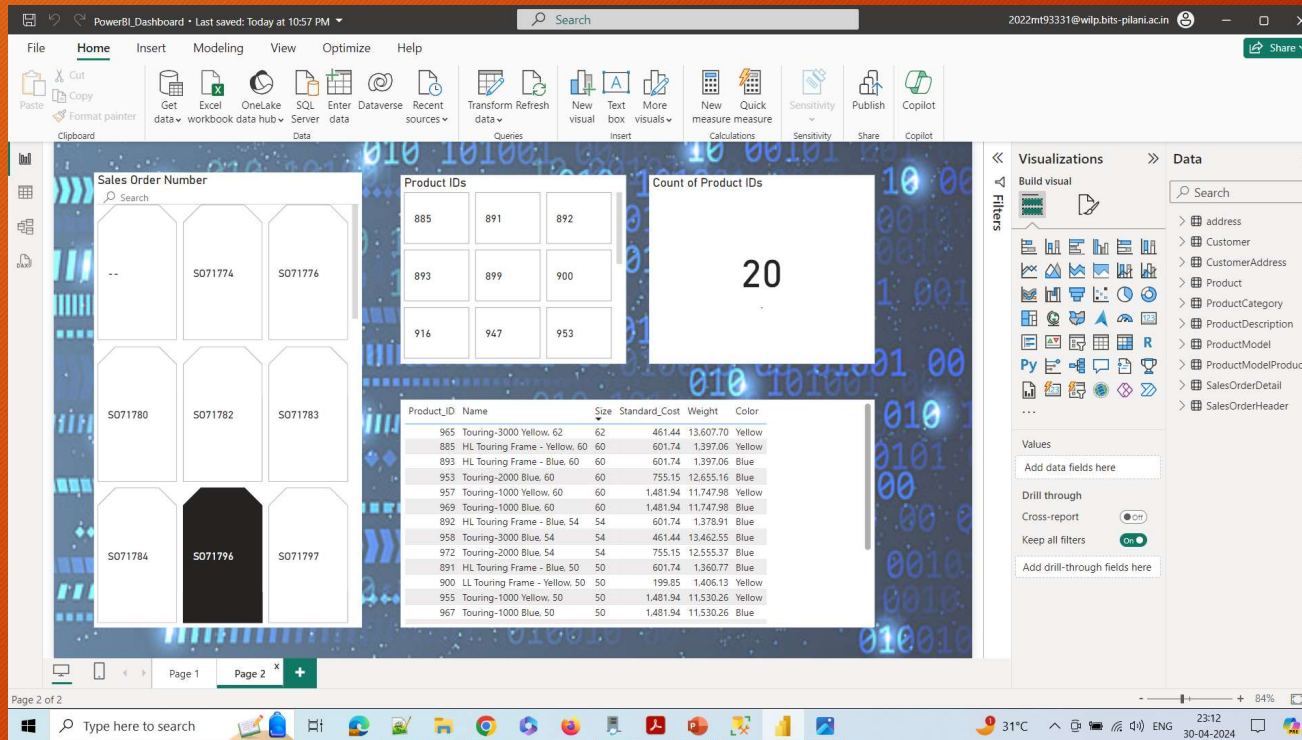 PowerBI_Dashboard • Last saved: Today at 10:57 PM
Search
2022mt93331@wilp.bits-pilani.ac.in
File Home Insert Modeling View Optimize Help
Share
Paste
Cut
Copy
Format painter
Get data
Excel workbook
OneLake data hub
SQL Server
Enter data
Dataverse
Recent sources
Transform data
Refresh
New visual
Text box
More visuals
New measure
Quick measure
Sensitivity
Publish
Copilot
Clipboard Data Queries Insert Calculations Sensitivity Share Copilot
Sales Order Number
Search
-- SO71774 SO71776
SO71780 SO71782 SO71783
SO71784 SO71796 SO71797
Product IDs
885 891 892
893 899 900
916 947 953
Count of Product IDs
20
Product_ID Name Size Standard_Cost Weight Color
965 Touring-3000 Yellow, 62 62 461.44 13,607.70 Yellow
885 HL Touring Frame - Yellow, 60 60 601.74 1,397.06 Yellow
893 HL Touring Frame - Blue, 60 60 601.74 1,397.06 Blue
953 Touring-2000 Blue, 60 60 755.15 12,655.16 Blue
957 Touring-1000 Yellow, 60 60 1,481.94 11,747.98 Yellow
969 Touring-1000 Blue, 60 60 1,481.94 11,747.98 Blue
892 HL Touring Frame - Blue, 54 54 601.74 1,378.91 Blue
958 Touring-3000 Blue, 54 54 461.44 13,462.55 Blue
972 Touring-2000 Blue, 54 54 755.15 12,555.37 Blue
891 HL Touring Frame - Blue, 50 50 601.74 1,360.77 Blue
900 LL Touring Frame - Yellow, 50 50 199.85 1,406.13 Yellow
955 Touring-1000 Yellow, 50 50 1,481.94 11,530.26 Yellow
967 Touring-1000 Blue, 50 50 1,481.94 11,530.26 Blue
Filters
Visualizations
Build visual
Values
Add data fields here
Drill through
Cross-report Off
Keep all filters On
Add drill-through fields here
Data
Search
address
Customer
CustomerAddress
Product
ProductCategory
ProductDescription
ProductModel
ProductModelProduc
SalesOrderDetail
SalesOrderHeader
Page 1
Page 2
Page 2 of 2
84%
Type here to search
31°C
ENG
23:12
30-04-2024